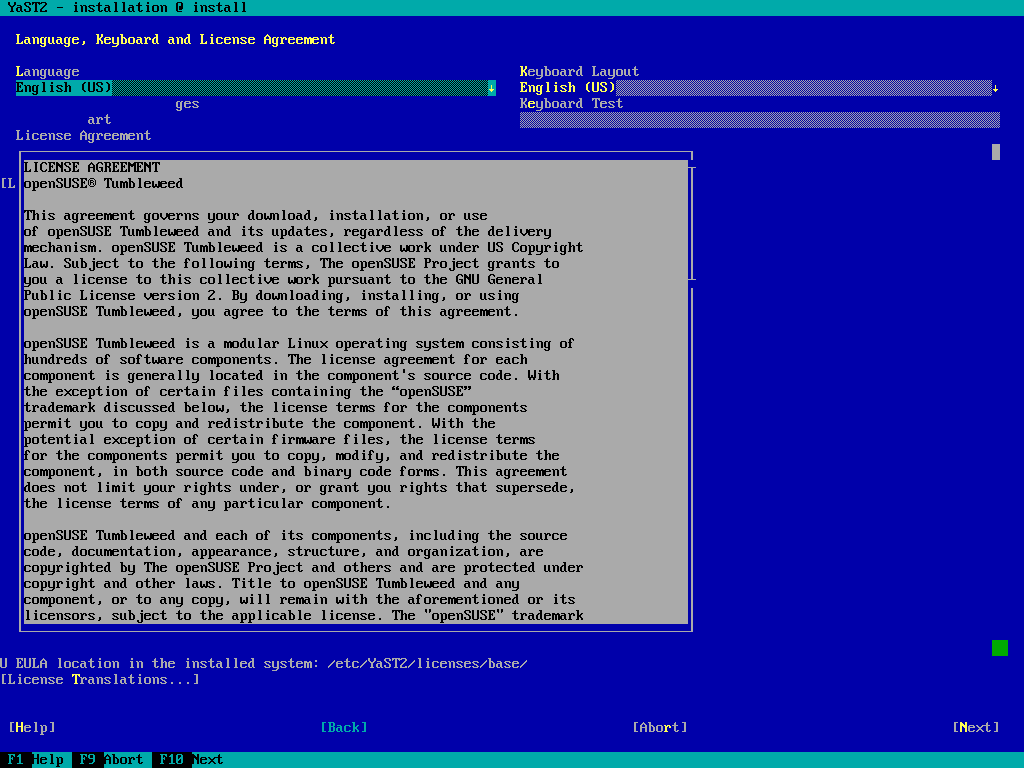 YaST2 - installation @ install
Language, Keyboard and License Agreement
Language
Keyboard Layout
English (US)↓
English (US)↓
ges
Keyboard Test
art
License Agreement
LICENSE AGREEMENT
[L openSUSE® Tumbleweed
This agreement governs your download, installation, or use
of openSUSE Tumbleweed and its updates, regardless of the delivery
mechanism. openSUSE Tumbleweed is a collective work under US Copyright
Law. Subject to the following terms, The openSUSE Project grants to
you a license to this collective work pursuant to the GNU General
Public License version 2. By downloading, installing, or using
openSUSE Tumbleweed, you agree to the terms of this agreement.
openSUSE Tumbleweed is a modular Linux operating system consisting of
hundreds of software components. The license agreement for each
component is generally located in the component's source code. With
the exception of certain files containing the “openSUSE”
trademark discussed below, the license terms for the components
permit you to copy and redistribute the component. With the
potential exception of certain firmware files, the license terms
for the components permit you to copy, modify, and redistribute the
component, in both source code and binary code forms. This agreement
does not limit your rights under, or grant you rights that supersede,
the license terms of any particular component.
openSUSE Tumbleweed and each of its components, including the source
code, documentation, appearance, structure, and organization, are
copyrighted by The openSUSE Project and others and are protected under
copyright and other laws. Title to openSUSE Tumbleweed and any
component, or to any copy, will remain with the aforementioned or its
licensors, subject to the applicable license. The "openSUSE" trademark
U EULA location in the installed system: /etc/YaST2/licenses/base/
[License Translations...]
[Help] [Back] [Abort] [Next]
F1 Help F9 Abort F10 Next